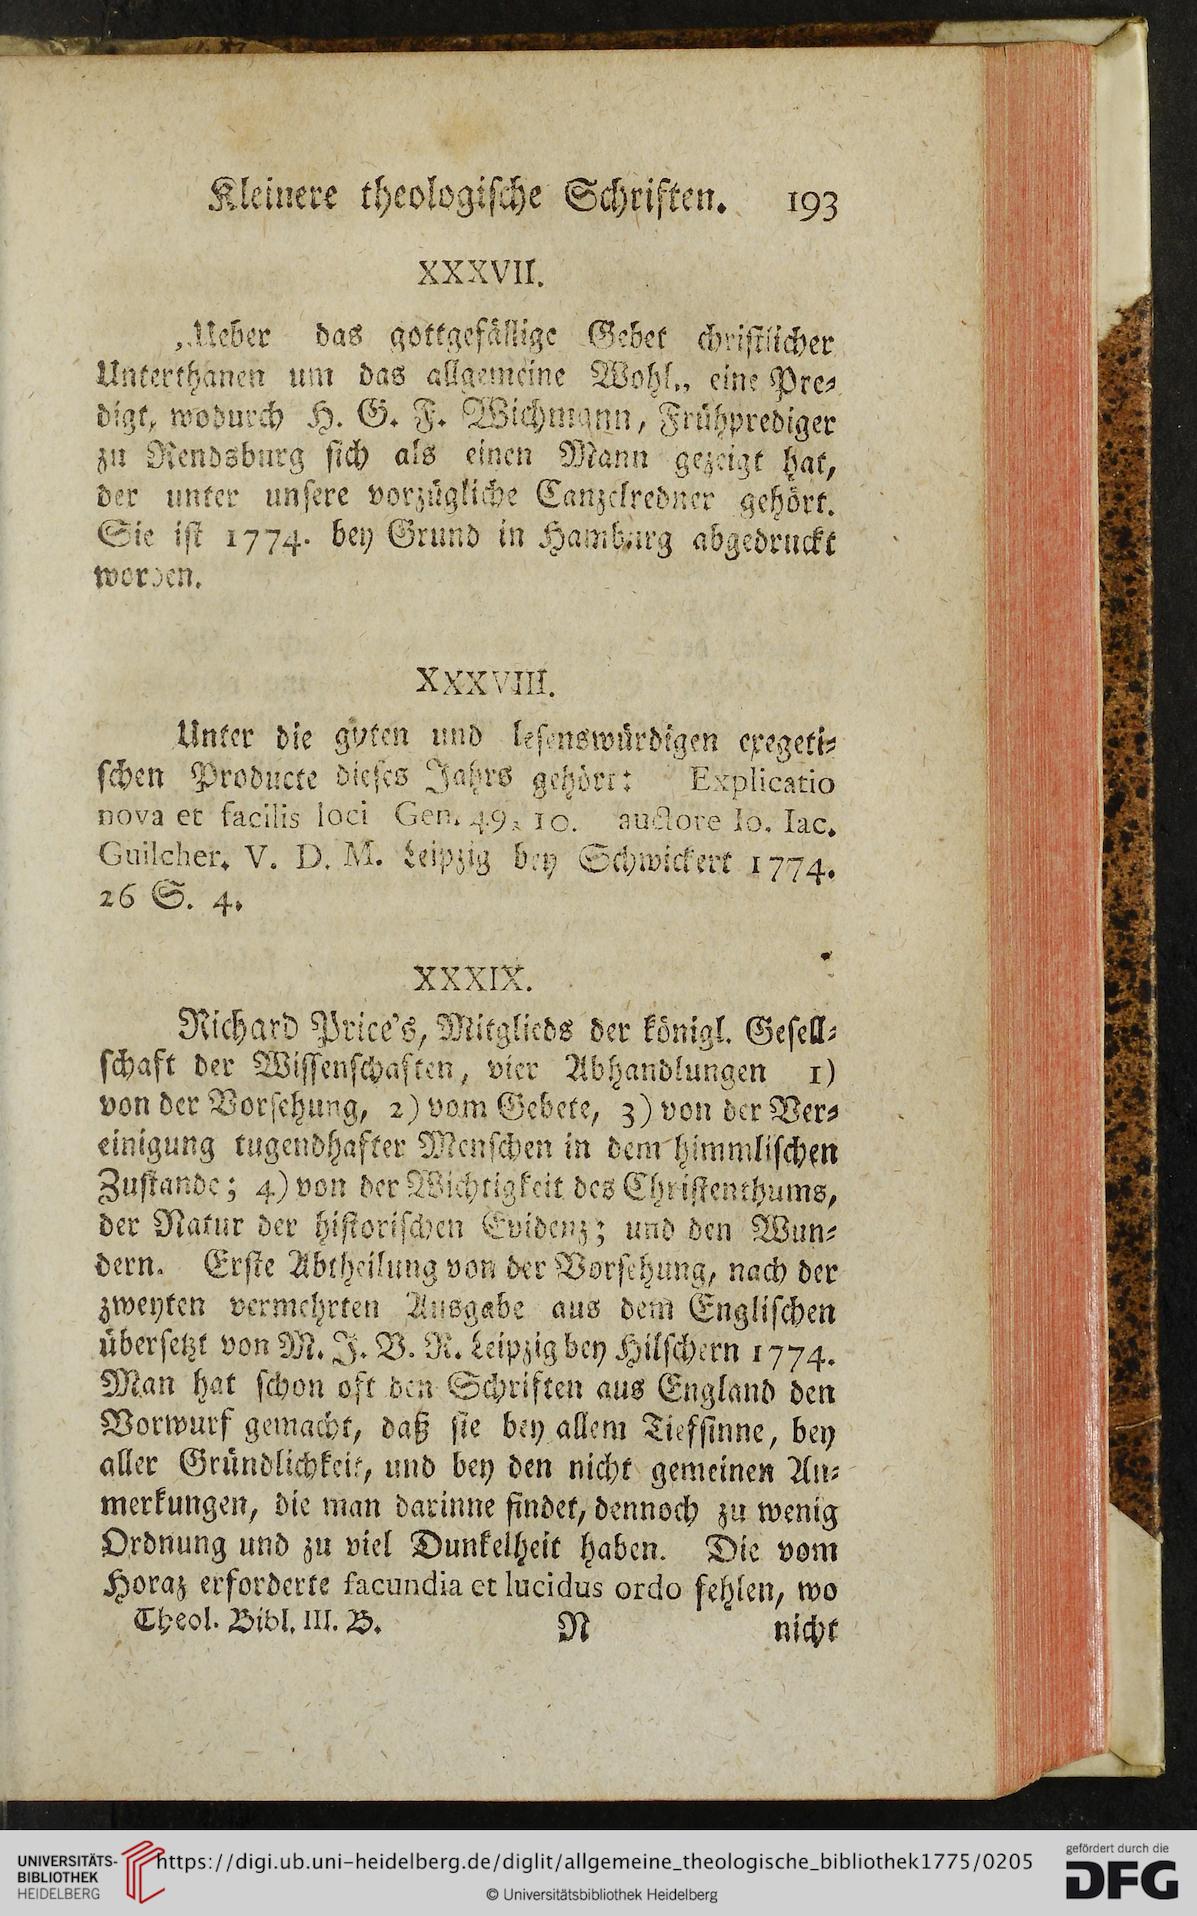 Kleinere theologische Schriften. 193
XXXVII.
„Ueber das gottgefällige Gebet christlicher
Unterthanen um das allgemeine Wohl„ eine Pre-
digt, wodurch H. G. F. Wichmann, Frühprediger
zu Rendsburg sich als einen Mann gezeigt hat,
der unter unsere vorzügliche Canzelredner gehört.
Sie ist 1774. bey Grund in Hamburg abgedruckt
worden.
XXXVIII.
Unter die guten und lesenswürdigen exegeti-
schen Producte dieses Jahrs gehört: Explicatio
nova et facilis loci Gen. 49, 10. auctore Io. Iac.
Guilcher. V. D. M. Leipzig bey Schwickert 1774.
26 S. 4.
XXXIX.
Richard Price's, Mitglieds der königl. Gesell-
schaft der Wissenschaften, vier Abhandlungen 1)
von der Vorsehung, 2) vom Gebete, 3) von der Ver-
einigung tugendhafter Menschen in dem himmlischen
Zustande; 4) von der Wichtigkeit des Christenthums,
der Natur der historischen Evidenz; und den Wun-
dern. Erste Abtheilung von der Vorsehung, nach der
zweyten vermehrten Ausgabe aus dem Englischen
übersetzt von M. J. V. R. Leipzig bey Hilschern 1774.
Man hat schon oft den Schriften aus England den
Vorwurf gemacht, daß sie bey allem Tiefsinne, bey
aller Gründlichkeit, und bey den nicht gemeinen An-
merkungen, die man darinne findet, dennoch zu wenig
Ordnung und zu viel Dunkelheit haben. Die vom
Horaz erforderte facundia et lucidus ordo fehlen, wo
Theol. Bibl. III. B. N nicht
UNIVERSITÄTS-
BIBLIOTHEK
HEIDELBERG
https://digi.ub.uni-heidelberg.de/diglit/allgemeine_theologische_bibliothek1775/0205
© Universitätsbibliothek Heidelberg
gefördert durch die
DFG